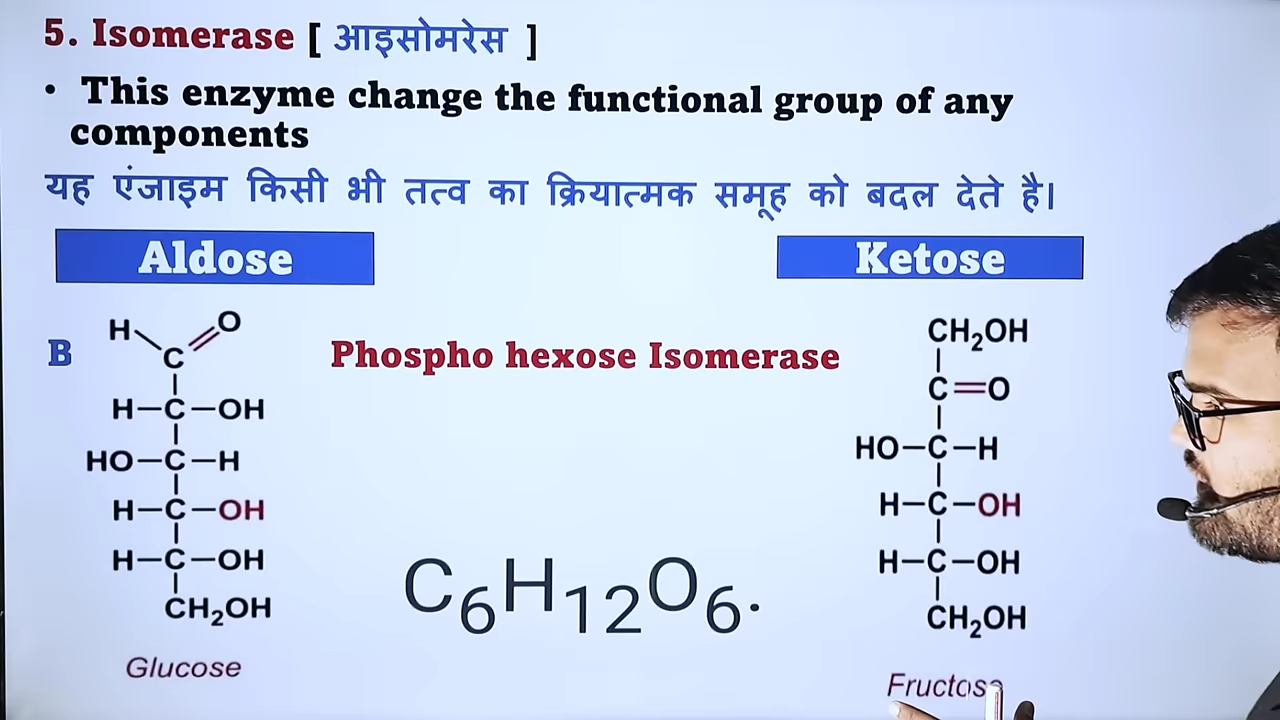 5. Isomerase [ आइसोमरेस ]
• This enzyme change the functional group of any
components
यह एंजाइम किसी भी तत्व का क्रियात्मक समूह को बदल देते है।
Aldose
Ketose
B
Phospho hexose Isomerase
H O
C
H–C–OH
HO–C–H
H–C–OH
H–C–OH
CH₂OH
Glucose
C₆H₁₂O₆.
CH₂OH
C=O
HO–C–H
H–C–OH
H–C–OH
CH₂OH
Fructose